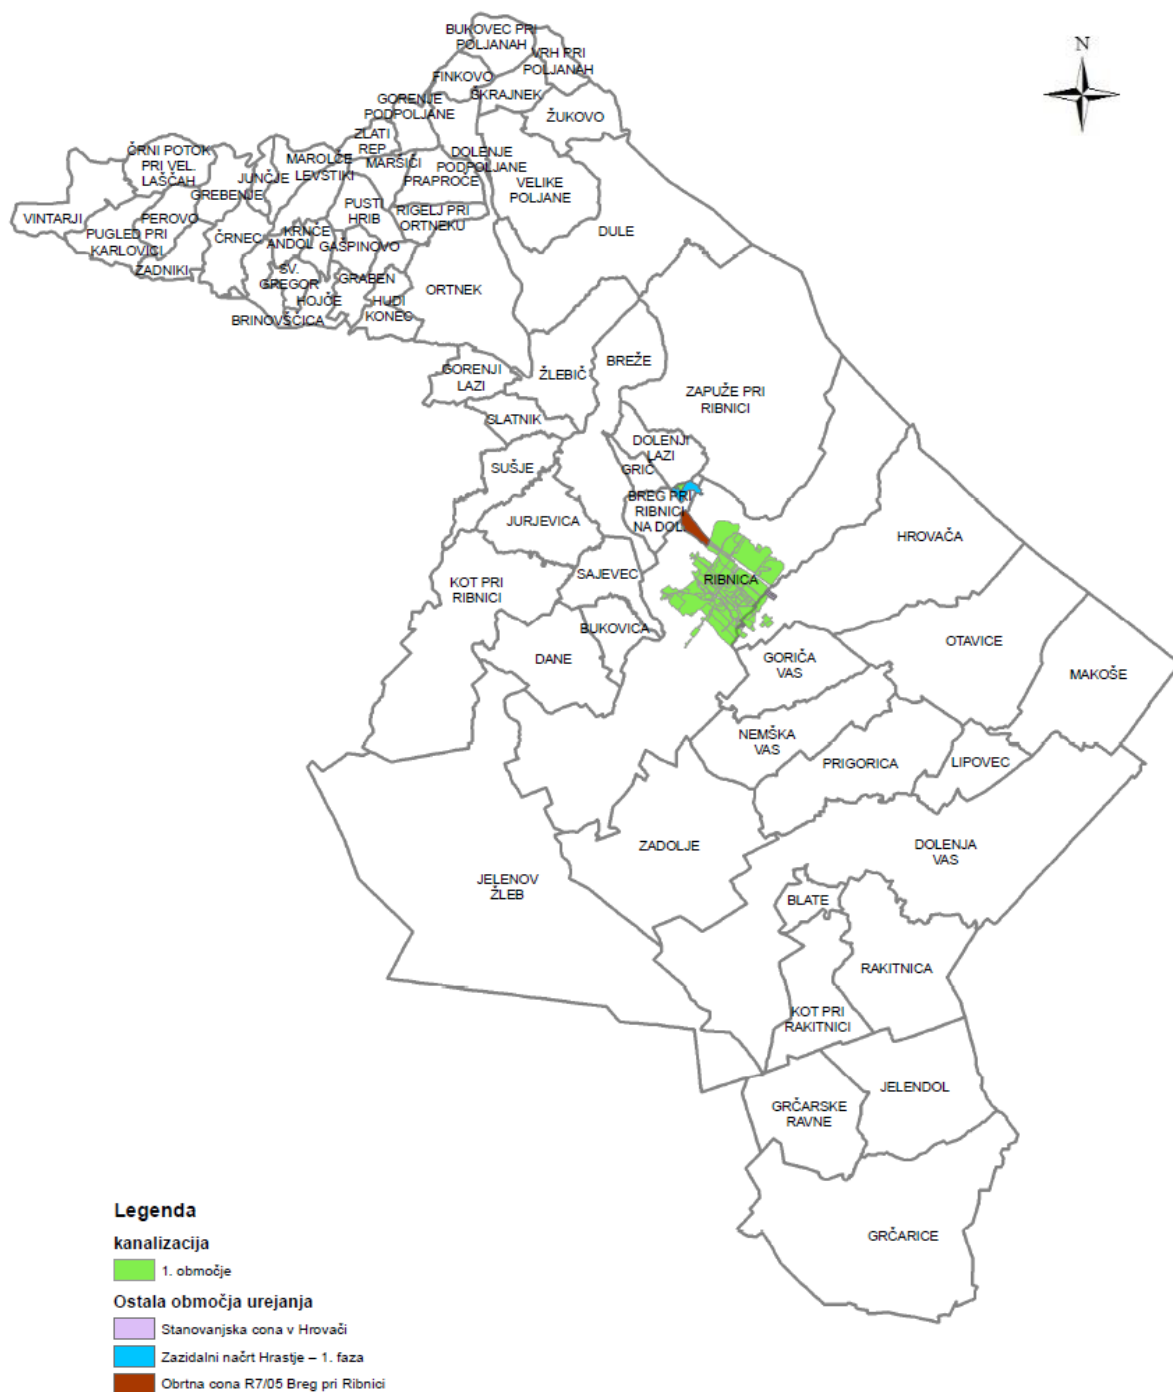 BUKOVEC PRI
POLJANAH
VRH PRI
POLJANAH
N
FINKOVO
ŠKRAJNEK
GORENJE
PODPOLJANE
ŽUKOVO
ZLATI
REP
ČRNI POTOK
PRI VEL.
LAŠČAH
MAROLČE
LEVSTIKI
MARŠIČI
DOLENJE
PODPOLJANE
PRAPROČE
JUNČJE
GREBENJE
VELIKE
POLJANE
VINTARJI
PEROVO
PUSTI
HRIB
RIGELJ PRI
ORTNEKU
PUGLED PRI
KARLOVICI
ČRNEC
KRNČE
ANDOL
GAŠPINOVO
DULE
ZADNIKI
SV.
GREGOR
GRABEN
ORTNEK
HOJČE
HUDI
KONEC
BRINOVŠČICA
GORENJI
LAZI
ŽLEBIČ
BREŽE
ZAPUŽE PRI
RIBNICI
SLATNIK
DOLENJI
LAZI
SUŠJE
GRIČ
BREG PRI
RIBNICI
NA DOL.
JURJEVICA
HROVAČA
KOT PRI
RIBNICI
SAJEVEC
RIBNICA
BUKOVICA
DANE
GORIČA
VAS
OTAVICE
MAKOŠE
NEMŠKA
VAS
PRIGORICA
LIPOVEC
ZADOLJE
DOLENJA
VAS
JELENOV
ŽLEB
BLATE
RAKITNICA
KOT PRI
RAKITNICI
JELENDOL
GRČARSKE
RAVNE
GRČARICE
Legenda
kanalizacija
1. območje
Ostala območja urejanja
Stanovanjska cona v Hrovači
Zazidalni načrt Hrastje – 1. faza
Obrtna cona R7/05 Breg pri Ribnici